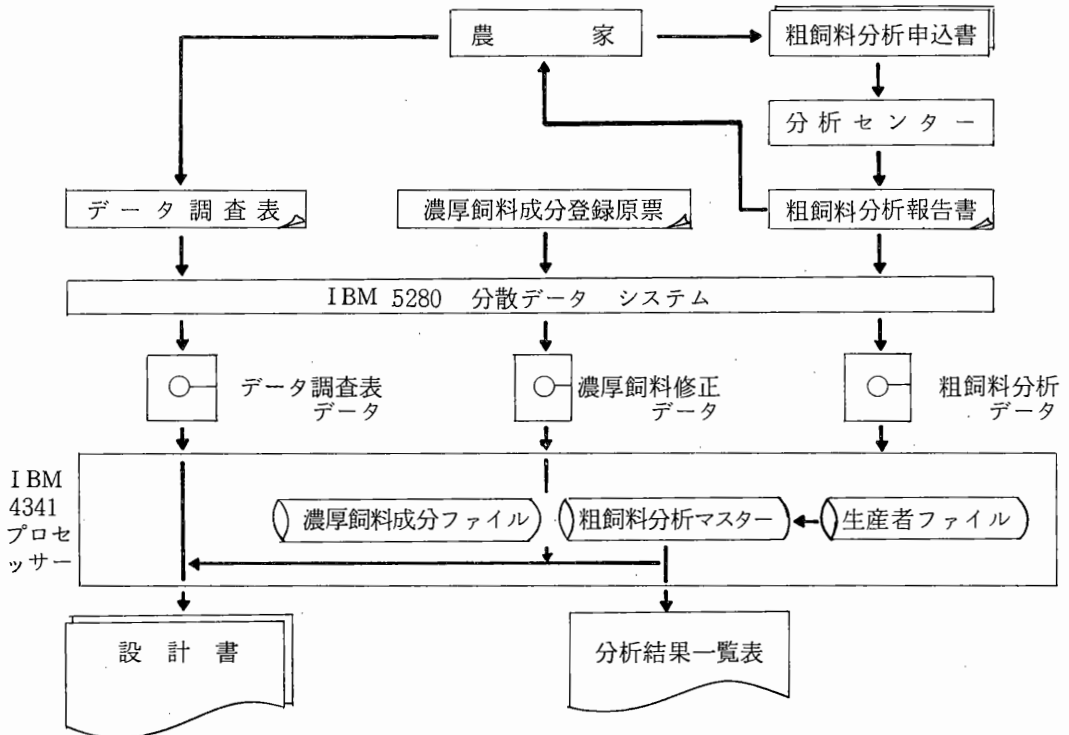 農家
粗飼料分析申込書
分析センター
データ調査表
濃厚飼料成分登録原票
粗飼料分析報告書
IBM 5280 分散データ システム
データ調査表
データ
濃厚飼料修正
データ
粗飼料分析
データ
IBM
4341
プロセ
ッサー
濃厚飼料成分ファイル
粗飼料分析マスター
生産者ファイル
設計書
分析結果一覧表